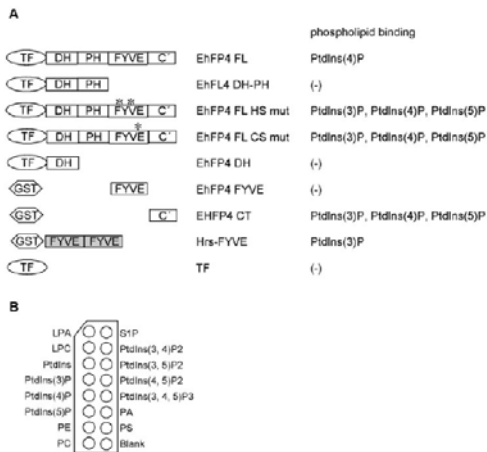 A
phospholipid binding
TF DH PH FYVE C' EhFP4 FL PtdIns(4)P
TF DH PH EhFL4 DH-PH (-)
* *
TF DH PH FYVE C' EhFP4 FL HS mut PtdIns(3)P, PtdIns(4)P, PtdIns(5)P
*
TF DH PH FYVE C' EhFP4 FL CS mut PtdIns(3)P, PtdIns(4)P, PtdIns(5)P
TF DH EhFP4 DH (-)
GST FYVE EhFP4 FYVE (-)
GST C' EHFP4 CT PtdIns(3)P, PtdIns(4)P, PtdIns(5)P
GST FYVE FYVE Hrs-FYVE PtdIns(3)P
TF TF (-)
B
LPA S1P
LPC PtdIns(3, 4)P2
PtdIns PtdIns(3, 5)P2
PtdIns(3)P PtdIns(4, 5)P2
PtdIns(4)P PtdIns(3, 4, 5)P3
PtdIns(5)P PA
PE PS
PC Blank